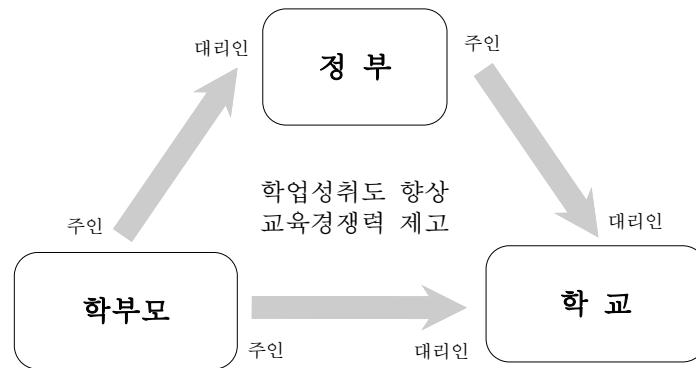 대리인
정 부
주인
학업성취도 향상
교육경쟁력 제고
주인
대리인
학부모
학 교
주인
대리인